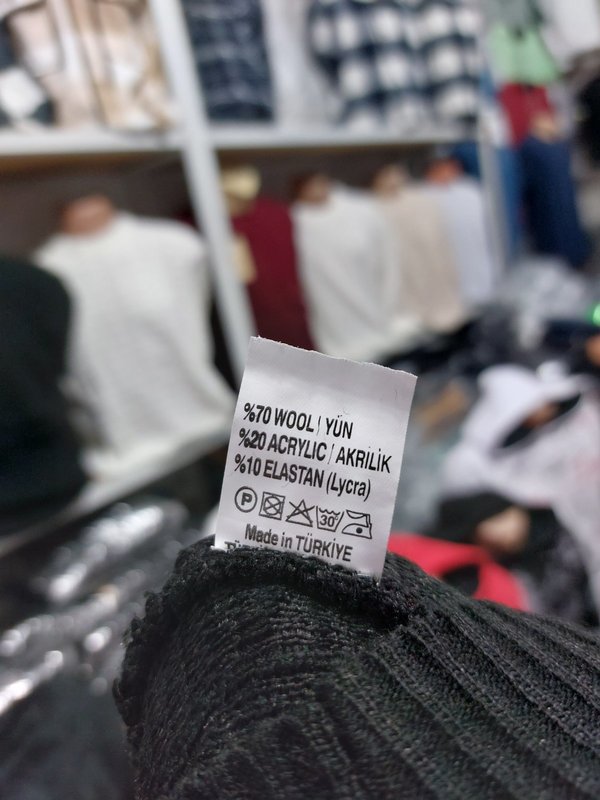 %70 WOOL | YÜN
%20 ACRYLIC | AKRİLİK
%10 ELASTAN (Lycra)
P 30
Made in TÜRKİYE